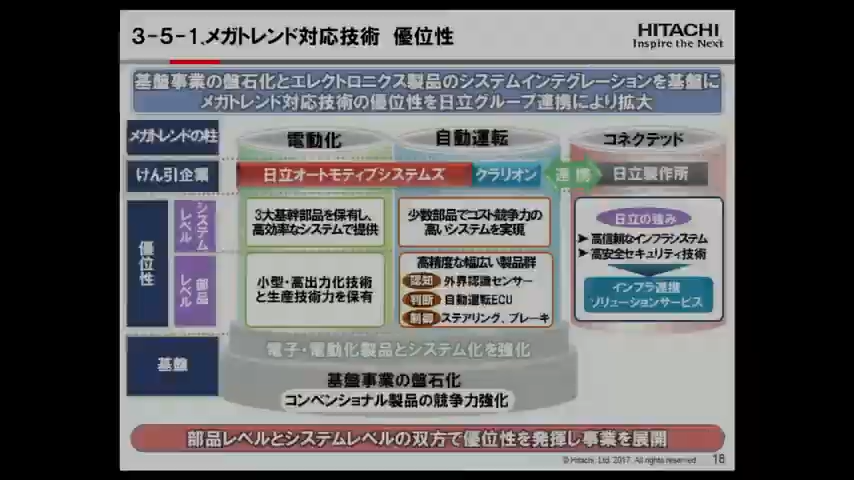 3-5-1.メガトレンド対応技術 優位性
HITACHI
Inspire the Next
基盤事業の盤石化とエレクトロニクス製品のシステムインテグレーションを基盤に
メガトレンド対応技術の優位性を日立グループ連携により拡大
メガトレンドの柱
電動化
自動運転
コネクテッド
けん引企業
日立オートモティブシステムズ
クラリオン
連携
日立製作所
優位性
システム
レベル
3大基幹部品を保有し、
高効率なシステムで提供
少数部品でコスト競争力の
高いシステムを実現
部品
レベル
小型・高出力化技術
と生産技術力を保有
高精度な幅広い製品群
認知 外界認識センサー
判断 自動運転ECU
制御 ステアリング、ブレーキ
日立の強み
➤ 高信頼なインフラシステム
➤ 高安全セキュリティ技術
インフラ連携
ソリューションサービス
基盤
電子・電動化製品とシステム化を強化
基盤事業の盤石化
コンベンショナル製品の競争力強化
部品レベルとシステムレベルの双方で優位性を発揮し事業を展開
© Hitachi, Ltd. 2017. All rights reserved. 18